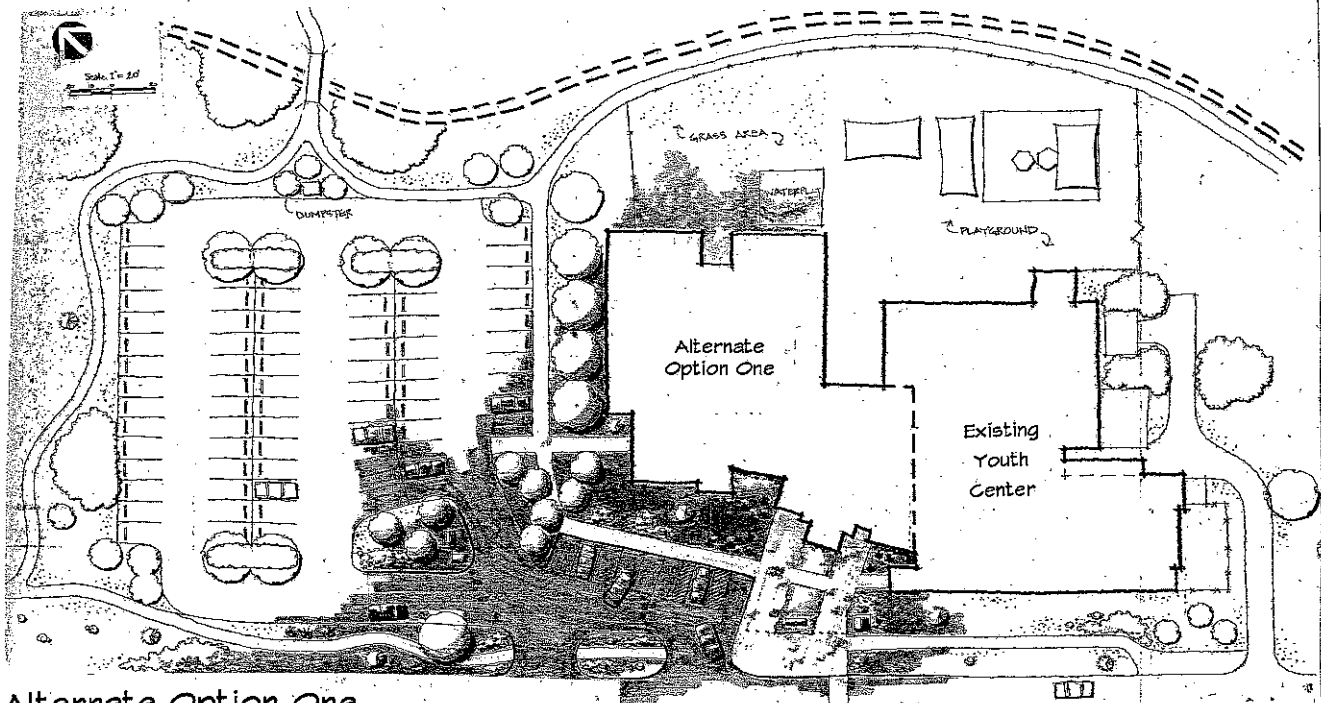 Scale: 1"= 20'
GRASS AREA
DUMPSTER
PLAYGROUND
Alternate
Option One
Existing
Youth
Center
Alternate Option One